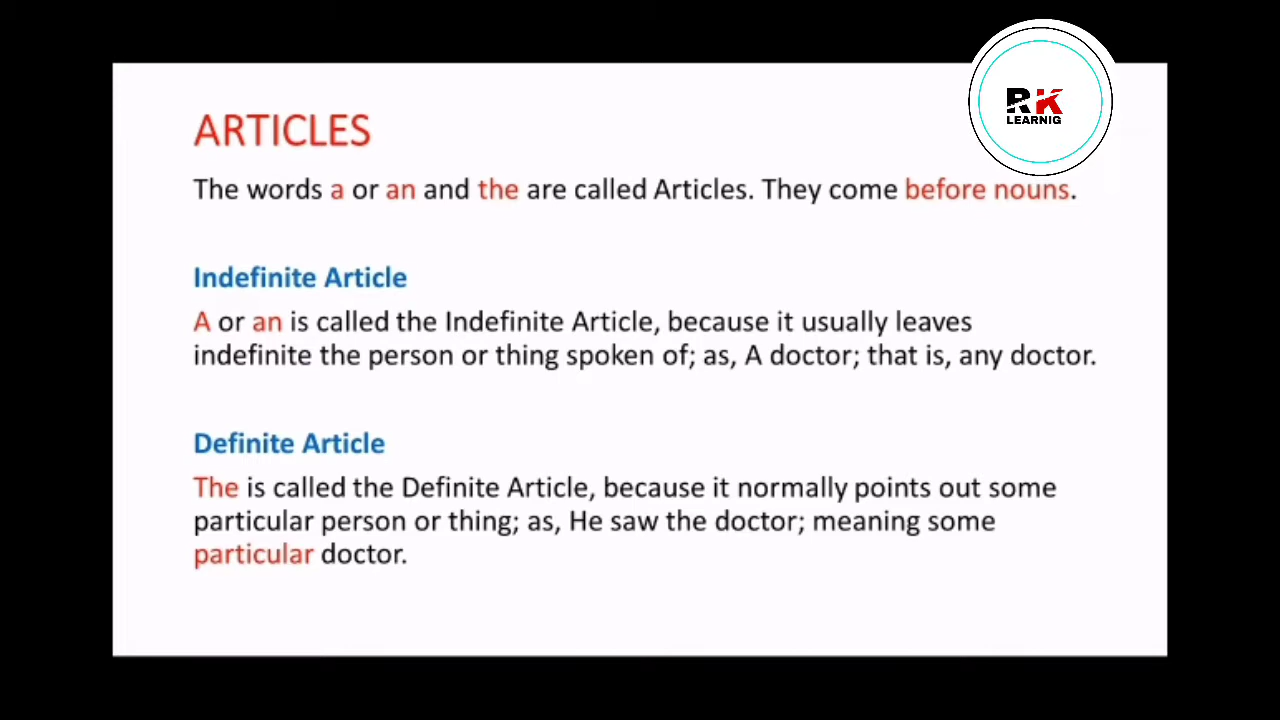 RK
LEARNIG
ARTICLES
The words a or an and the are called Articles. They come before nouns.
Indefinite Article
A or an is called the Indefinite Article, because it usually leaves
indefinite the person or thing spoken of; as, A doctor; that is, any doctor.
Definite Article
The is called the Definite Article, because it normally points out some
particular person or thing; as, He saw the doctor; meaning some
particular doctor.